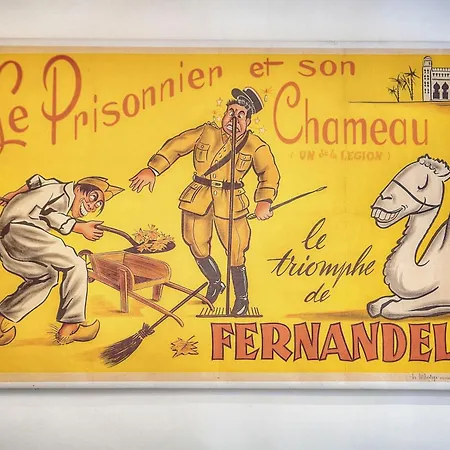 Le Prisonnier et son
Chameau
(UN de la LEGION)
le
triomphe
de
FERNANDEL